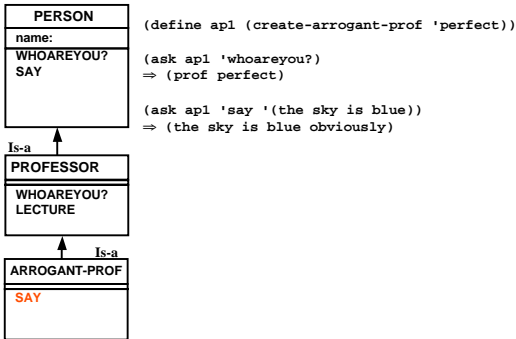 PERSON
name:
WHOAREYOU?
SAY
Is-a
PROFESSOR
WHOAREYOU?
LECTURE
Is-a
ARROGANT-PROF
SAY
(define ap1 (create-arrogant-prof 'perfect))
(ask ap1 'whoareyou?)
⇒ (prof perfect)
(ask ap1 'say '(the sky is blue))
⇒ (the sky is blue obviously)